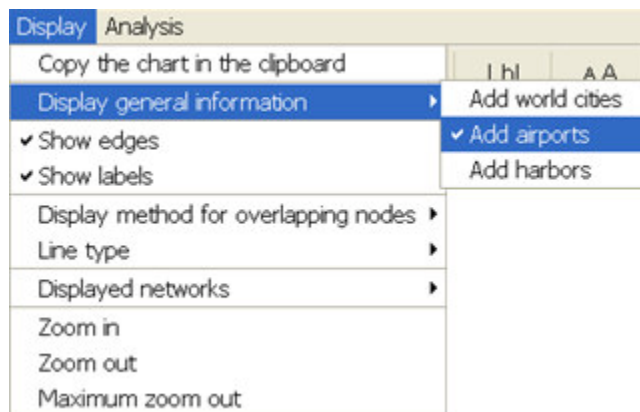 Display Analysis
Copy the chart in the clipboard
Lbl AA
Display general information
Add world cities
Show edges
Add airports
Show labels
Add harbors
Display method for overlapping nodes
Line type
Displayed networks
Zoom in
Zoom out
Maximum zoom out